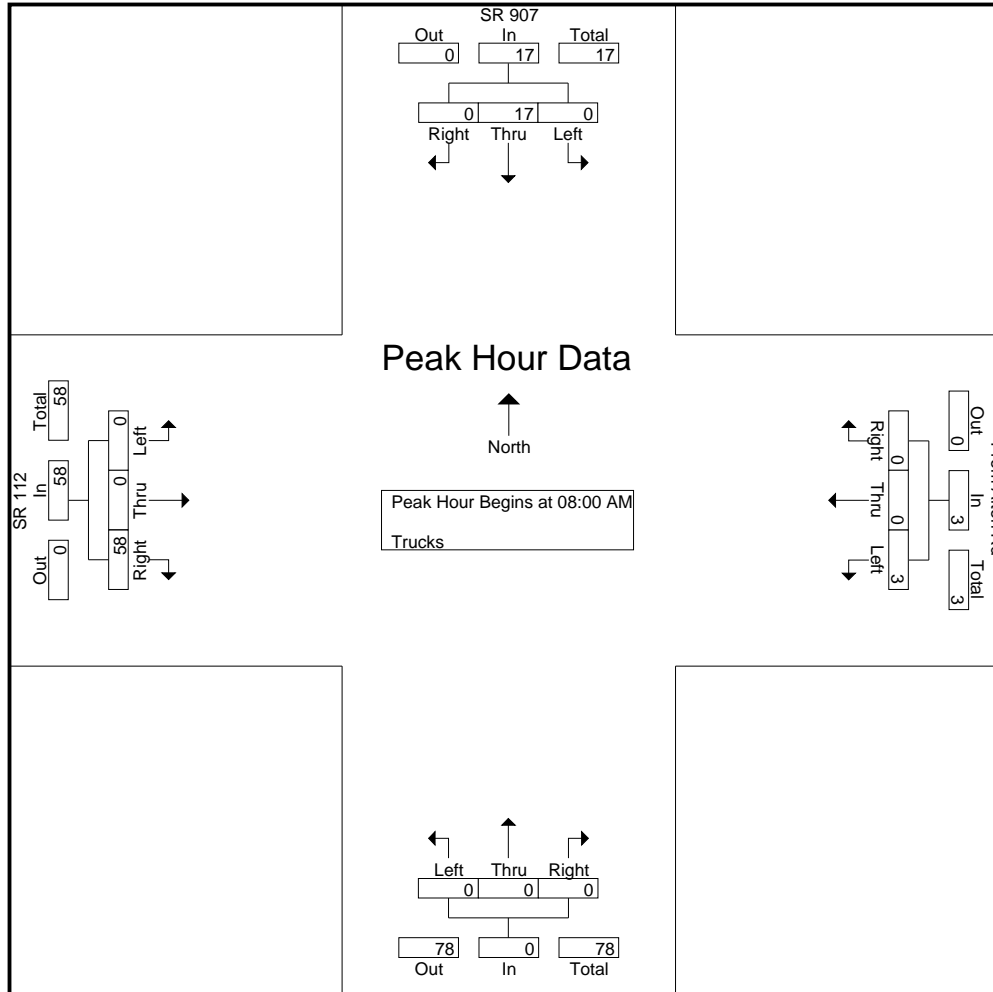 SR 907
Out In Total
0 17 17
0 17 0
Right Thru Left
Peak Hour Data
North
Peak Hour Begins at 08:00 AM
Trucks
SR 112
Out In Total
0 58 58
58 0 0
Right Thru Left
Out In Total
0 3 3
0 0 3
Right Thru Left
Left Thru Right
0 0 0
78 0 78
Out In Total